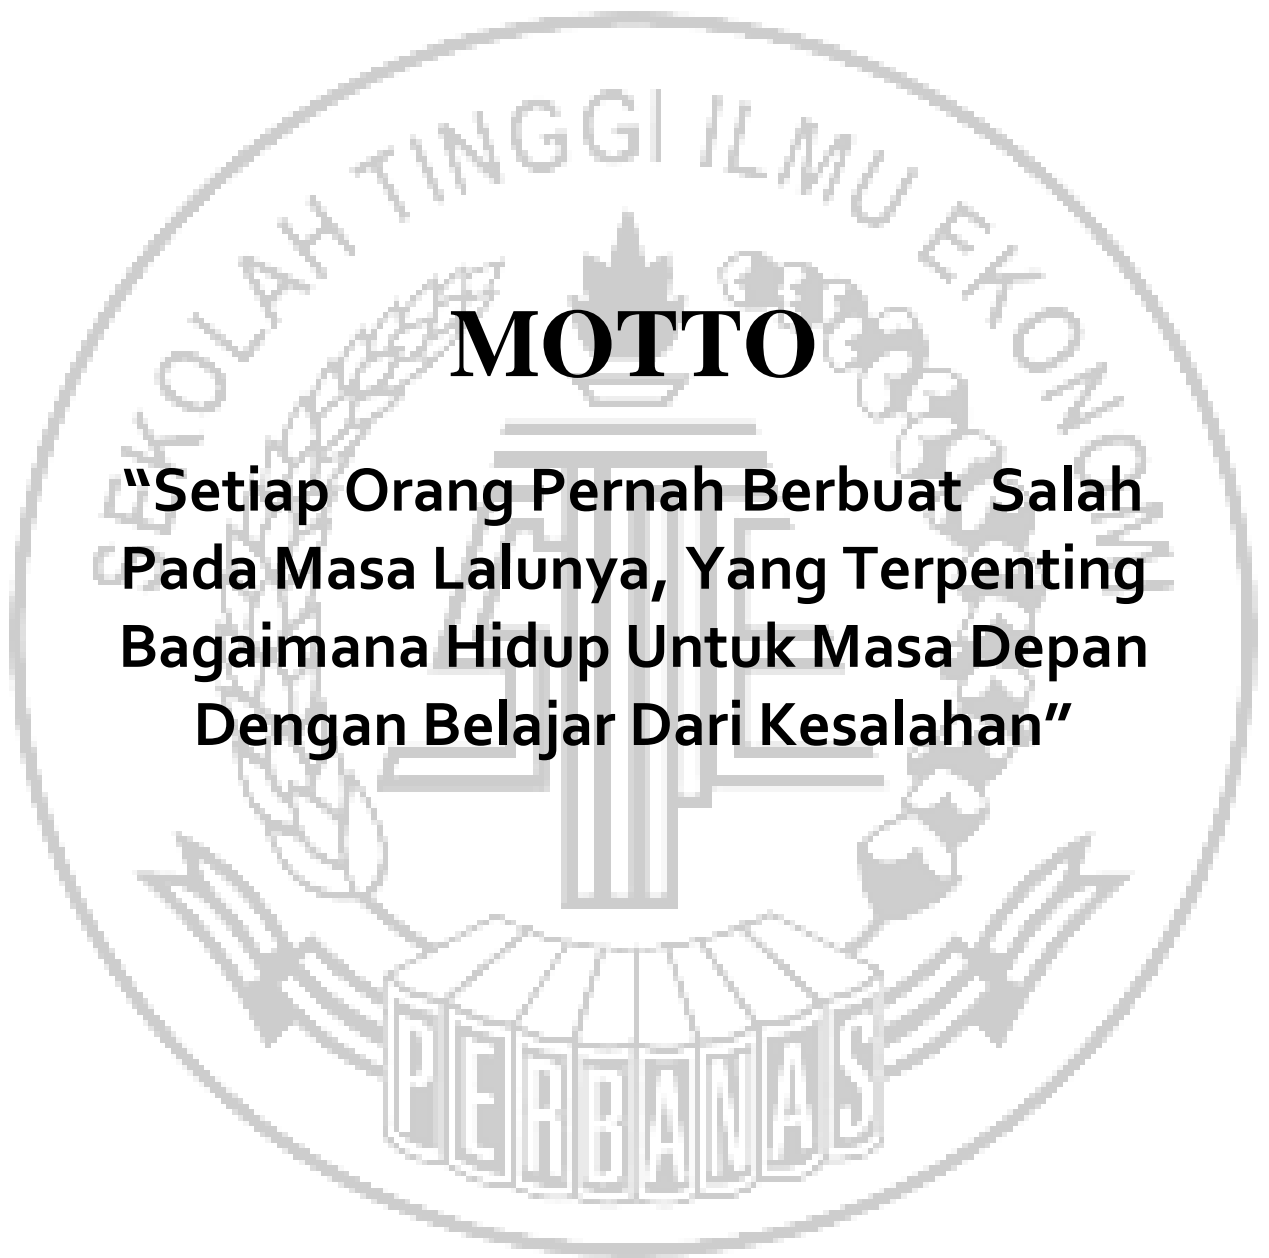 SEKOLAH TINGGI ILMU EKONOMI
MOTTO
“Setiap Orang Pernah Berbuat  Salah
Pada Masa Lalunya, Yang Terpenting
Bagaimana Hidup Untuk Masa Depan
Dengan Belajar Dari Kesalahan”
PERBANAS